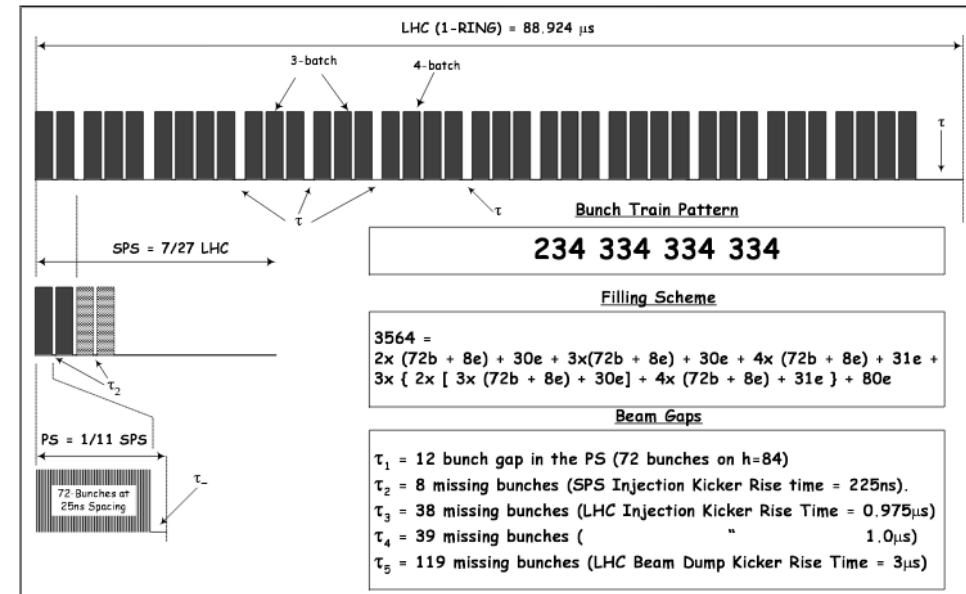 LHC (1-RING) = 88.924 μs
3-batch
4-batch
τ
τ
τ
Bunch Train Pattern
234 334 334 334
SPS = 7/27 LHC
Filling Scheme
3564 =
2x (72b + 8e) + 30e + 3x(72b + 8e) + 30e + 4x (72b + 8e) + 31e +
3x { 2x [ 3x (72b + 8e) + 30e] + 4x (72b + 8e) + 31e } + 80e
τ2
Beam Gaps
PS = 1/11 SPS
τ1 = 12 bunch gap in the PS (72 bunches on h=84)
τ2 = 8 missing bunches (SPS Injection Kicker Rise time = 225ns).
τ3 = 38 missing bunches (LHC Injection Kicker Rise Time = 0.975μs)
τ4 = 39 missing bunches ( " 1.0μs)
τ5 = 119 missing bunches (LHC Beam Dump Kicker Rise Time = 3μs)
τ_
72-Bunches at
25ns Spacing